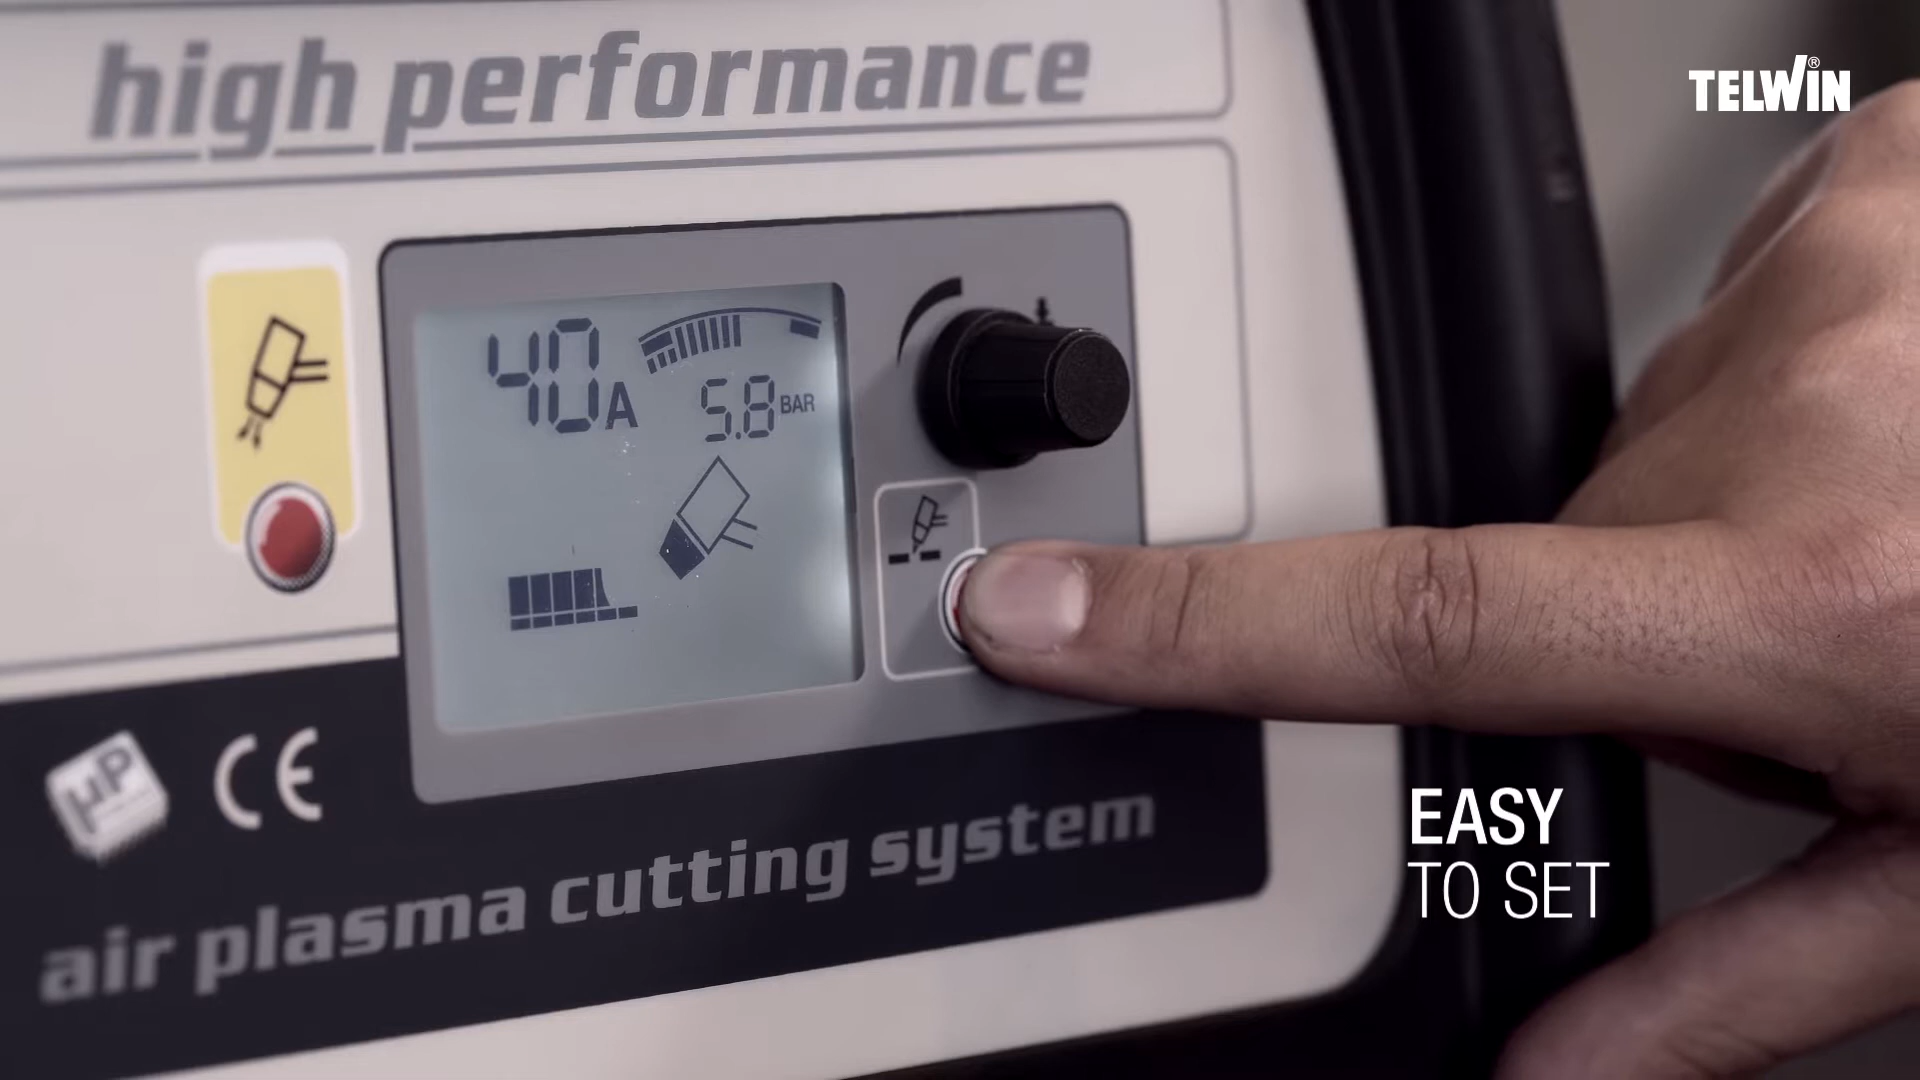 high performance
TELWIN®
40A
5.8 BAR
µP
CE
air plasma cutting system
EASY
TO SET